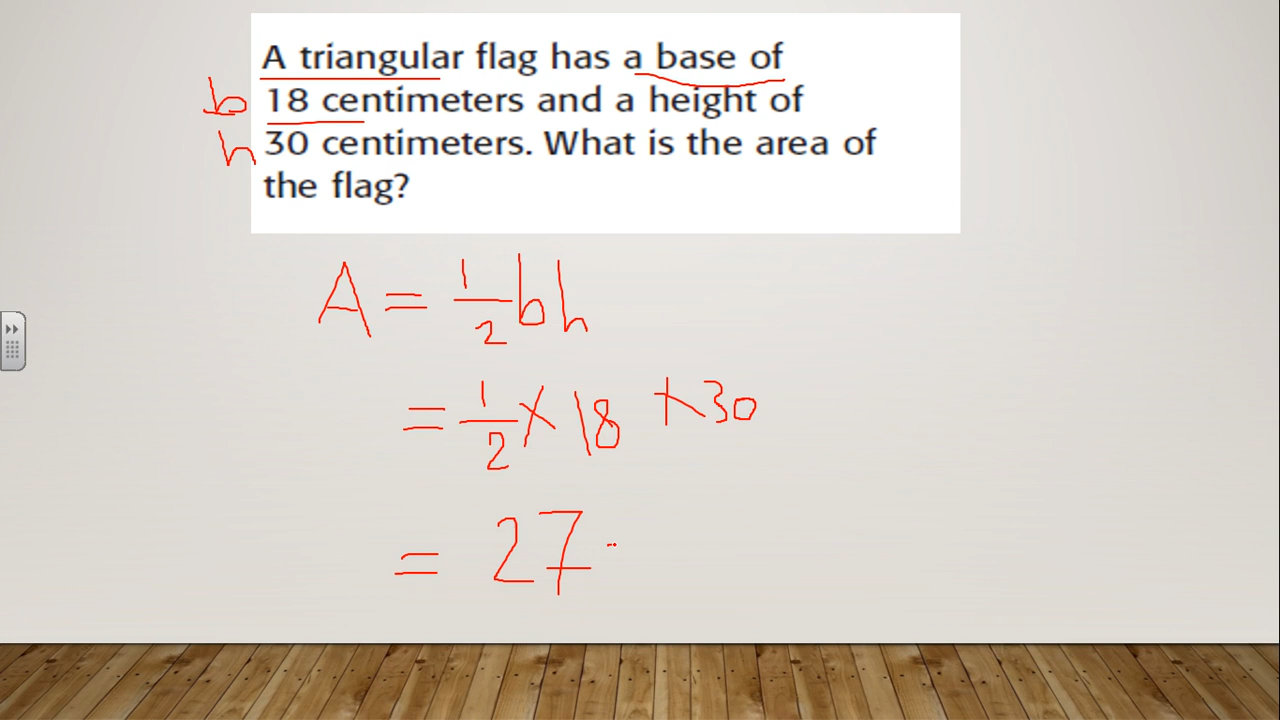 A triangular flag has a base of
b 18 centimeters and a height of
h 30 centimeters. What is the area of
the flag?
A = 1/2 bh
= 1/2 × 18 × 30
= 27